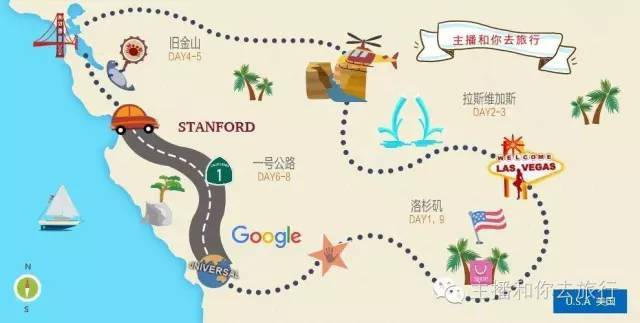 旧金山
DAY4-5
主播和你去旅行
拉斯维加斯
DAY2-3
STANFORD
WELCOME
LAS VEGAS
一号公路
DAY6-8
CALIFORNIA
1
洛杉矶
DAY1, 9
Google
UNIVERSAL
N
S
主播和你去旅行
U.S.A 美国